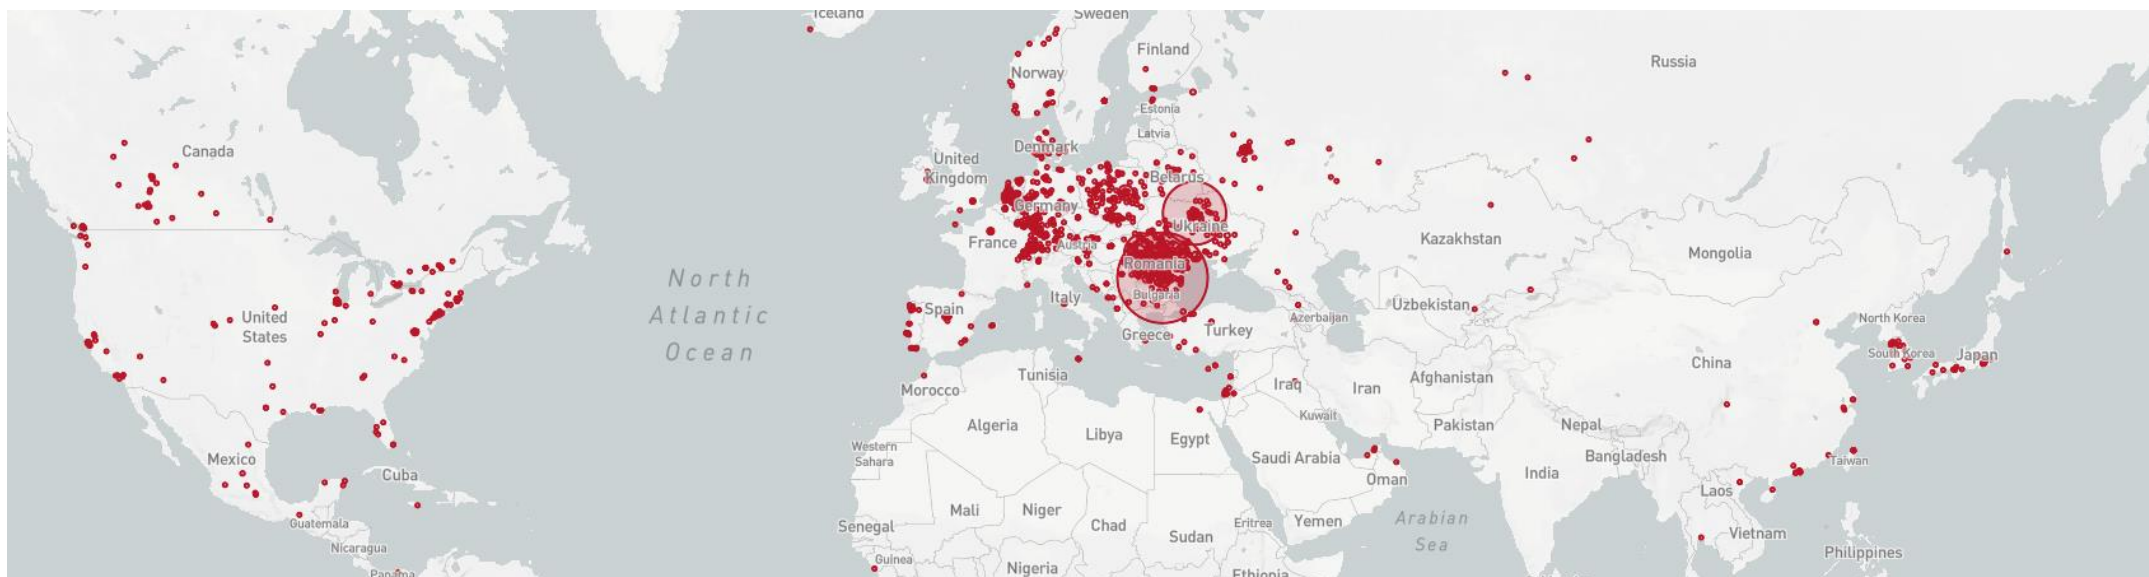 Iceland
Sweden
Finland
Russia
Norway
Estonia
Latvia
Denmark
Canada
United
Kingdom
Belarus
Germany
Ukraine
France
Austria
Kazakhstan
Mongolia
Romania
North
Atlantic
Ocean
Italy
Bulgaria
Spain
Uzbekistan
United
States
Azerbaijan
North Korea
Greece
Turkey
South Korea
Japan
China
Tunisia
Morocco
Iraq
Iran
Afghanistan
Kuwait
Pakistan
Nepal
Algeria
Libya
Egypt
Western
Sahara
Mexico
Cuba
Saudi Arabia
Bangladesh
Taiwan
India
Oman
Laos
Mali
Niger
Chad
Senegal
Eritrea
Yemen
Arabian
Sea
Guatemala
Sudan
Vietnam
Nicaragua
Philippines
Guinea
Nigeria
Panama
Ethiopia